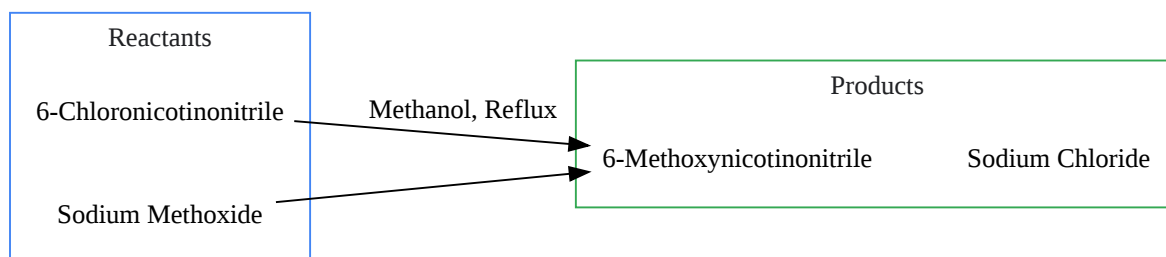 Reactants
6-Chloronicotinonitrile
Sodium Methoxide
Methanol, Reflux
Products
6-Methoxynicotinonitrile
Sodium Chloride